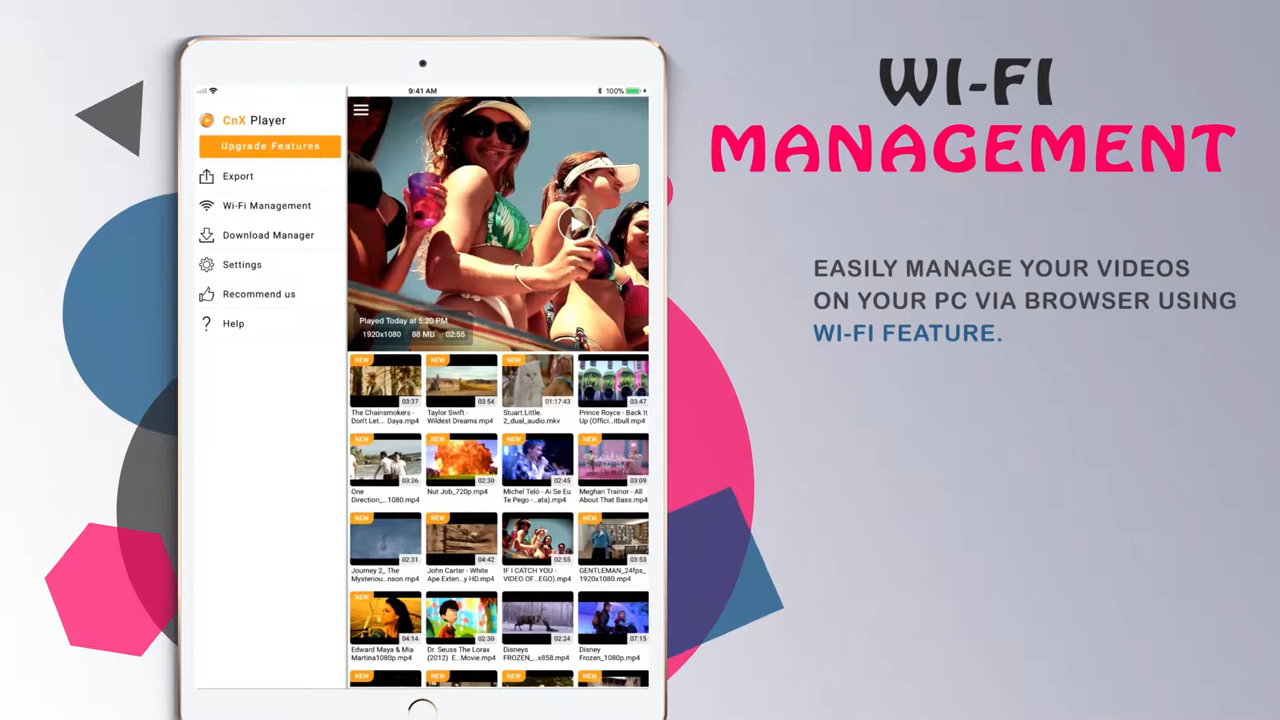 WI-FI
MANAGEMENT
EASILY MANAGE YOUR VIDEOS
ON YOUR PC VIA BROWSER USING
WI-FI FEATURE.
9:41 AM
100%
CnX Player
Upgrade Features
Export
Wi-Fi Management
Download Manager
Settings
Recommend us
Help
Played Today at 5:20 PM
1920x1080 88 MB 02:55
NEW NEW NEW
03:37 03:54 01:17:43 03:47
The Chainsmokers - Taylor Swift - Stuart.Little. Prince Royce - Back It
Don't Let.... Daya.mp4 Wildest Dreams.mp4 2_dual_audio.mkv Up (Offici...itbull.mp4
NEW NEW NEW NEW
03:26 02:30 02:45 03:09
One Nut Job_720p.mp4 Michel Teló - Ai Se Eu Meghan Trainor - All
Direction_...1080.mp4 Te Pego -...ata).mp4 About That Bass.mp4
NEW NEW NEW NEW
02:31 04:42 02:55 03:53
Journey 2_ The John Carter - White IF I CATCH YOU - GENTLEMAN_24fps_
Mysteriou...nson.mp4 Ape Exten...y HD.mp4 VIDEO OF...EGO).mp4 1920x1080.mp4
NEW NEW
04:14 02:30 02:24 07:15
Edward Maya & Mia Dr. Seuss The Lorax Disneys Disney
Martina1080p.mp4 (2012) E...Movie.mp4 FROZEN_...x858.mp4 Frozen_1080p.mp4
NEW NEW NEW NEW